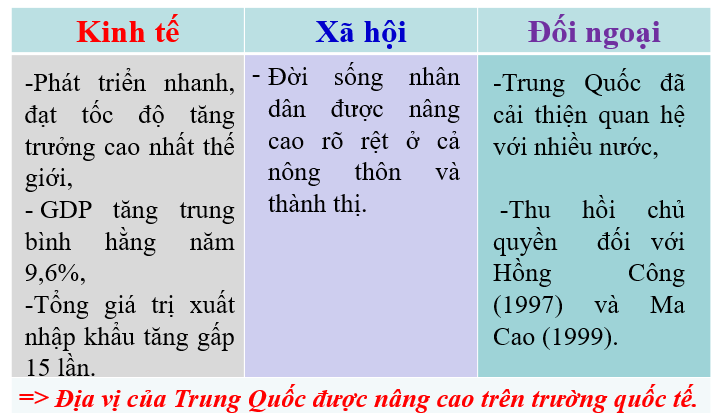 Kinh tế
Xã hội
Đối ngoại
-Phát triển nhanh,
đạt tốc độ tăng
trưởng cao nhất thế
giới,
- GDP tăng trung
bình hằng năm
9,6%,
-Tổng giá trị xuất
nhập khẩu tăng gấp
15 lần.
- Đời sống nhân
dân được nâng
cao rõ rệt ở cả
nông thôn và
thành thị.
-Trung Quốc đã
cải thiện quan hệ
với nhiều nước,
-Thu hồi chủ
quyền đối với
Hồng Công
(1997) và Ma
Cao (1999).
=> Địa vị của Trung Quốc được nâng cao trên trường quốc tế.